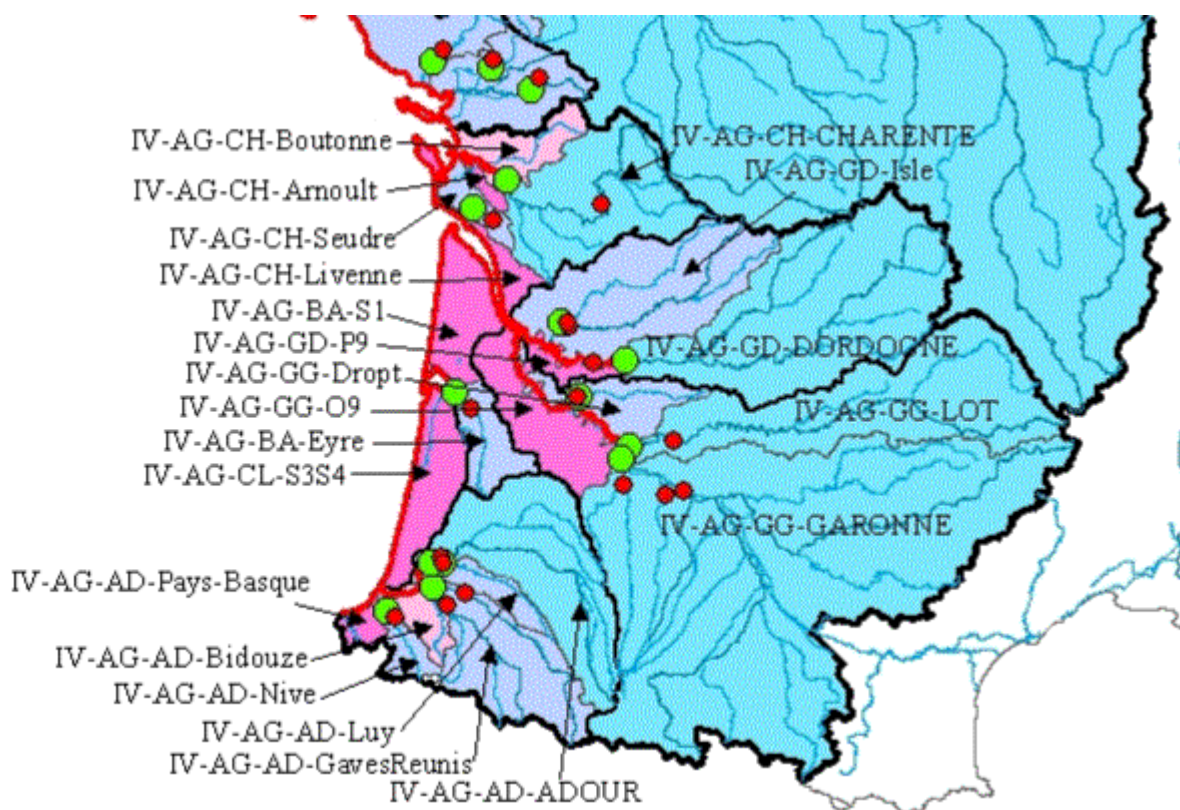 IV-AG-CH-Boutonne
IV-AG-CH-CHARENTE
IV-AG-GD-Isle
IV-AG-CH-Arnoult
IV-AG-CH-Seudre
IV-AG-CH-Livenne
IV-AG-BA-S1
IV-AG-GD-P9
IV-AG-GD-DORDOGNE
IV-AG-GG-Dropt
IV-AG-GG-O9
IV-AG-GG-LOT
IV-AG-BA-Eyre
IV-AG-CL-S3S4
IV-AG-GG-GARONNE
IV-AG-AD-Pays-Basque
IV-AG-AD-Bidouze
IV-AG-AD-Nive
IV-AG-AD-Luy
IV-AG-AD-GavesReunis
IV-AG-AD-ADOUR